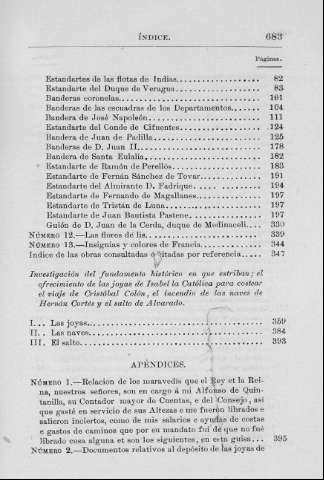 ÍNDICE. 683
Páginas.
Estandartes de las flotas de Indias.................... 82
Estandarte del Duque de Veragua.................... 83
Banderas coronelas.................... 101
Banderas de las escuadras de los Departamentos...... 104
Bandera de José Napoleón.................... 111
Estandarte del Conde de Cifuentes.................... 124
Bandera de Juan de Padilla.................... 125
Banderas de D. Juan II.................... 178
Bandera de Santa Eulalia.................... 182
Estandarte de Ramón de Perellós.................... 183
Estandarte de Fernán Sánchez de Tovar.................... 191
Estandarte del Almirante D. Fadrique.................... 194
Estandarte de Fernando de Magallanes.................... 197
Estandarte de Tristán de Luna.................... 197
Estandarte de Juan Bautista Pastene.................... 197
Guión de D. Juan de la Cerda, duque de Medinaceli.... 330
NÚMERO 12.—Las flores de lis.................... 339
NÚMERO 13.—Insignias y colores de Francia.................... 344
Indice de las obras consultadas ó citadas por referencia..... 347
Investigación del fundamento histórico en que estriban; el
ofrecimiento de las joyas de Isabel la Católica para costear
el viaje de Cristóbal Colón, el incendio de las naves de
Hernán Cortés y el salto de Alvarado.
I... Las joyas.................... 359
II.. Las naves.................... 384
III. El salto.................... 393
APÉNDICES.
NÚMERO 1.—Relación de los maravedís que el Rey et la Rei-
na, nuestros señores, son en cargo á mi Alfonso de Quin-
tanilla, su Contador mayor de Cuentas, e del Consejo, así
que gasté en servicio de sus Altezas e me fueron librados e
salieron inciertos, como de mis salarios e ayudas de costas
e gastos de caminos que por su mandato fuí de que no fué
librado cosa alguna et son los siguientes, en esta guisa... 395
NÚMERO 2.—Documentos relativos al depósito de las joyas de